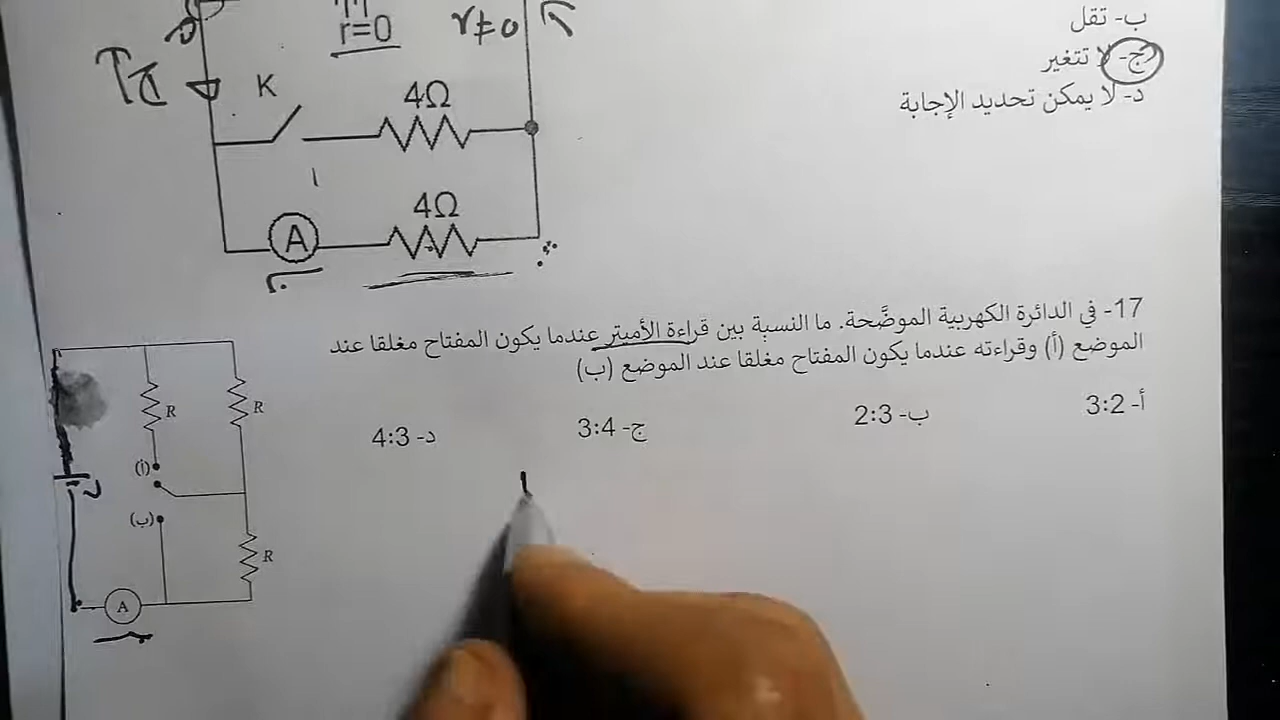 ب- تقل
ج- لا تتغير
د- لا يمكن تحديد الإجابة
r=0
r≠0
K
4Ω
4Ω
A
17- في الدائرة الكهربية الموضَّحة. ما النسبة بين قراءة الأميتر عندما يكون المفتاح مغلقا عند
الموضع (أ) وقراءته عندما يكون المفتاح مغلقا عند الموضع (ب)
أ- 3:2
ب- 2:3
ج- 3:4
د- 4:3
R
R
(أ)
(ب)
R
A